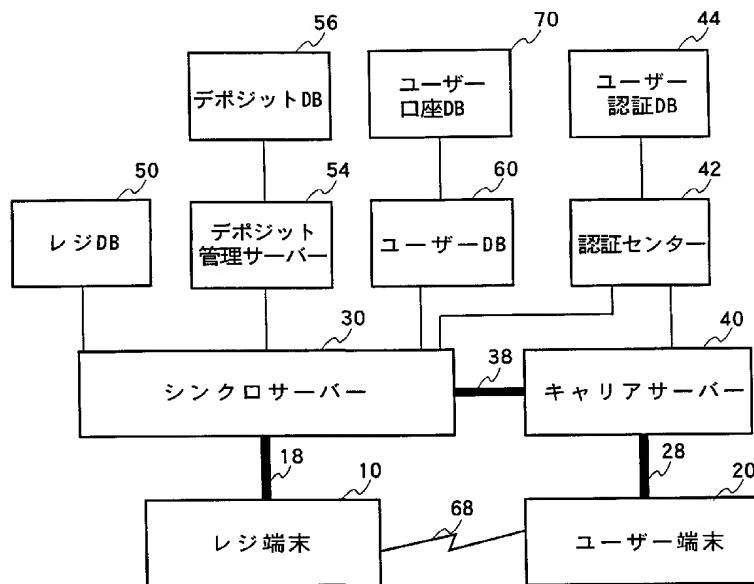 56
70
44
デポジットDB
ユーザー
口座DB
ユーザー
認証DB
50
54
60
42
レジDB
デポジット
管理サーバー
ユーザーDB
認証センター
30
40
38
シンクロサーバー
キャリアサーバー
18
10
28
20
68
レジ端末
ユーザー端末